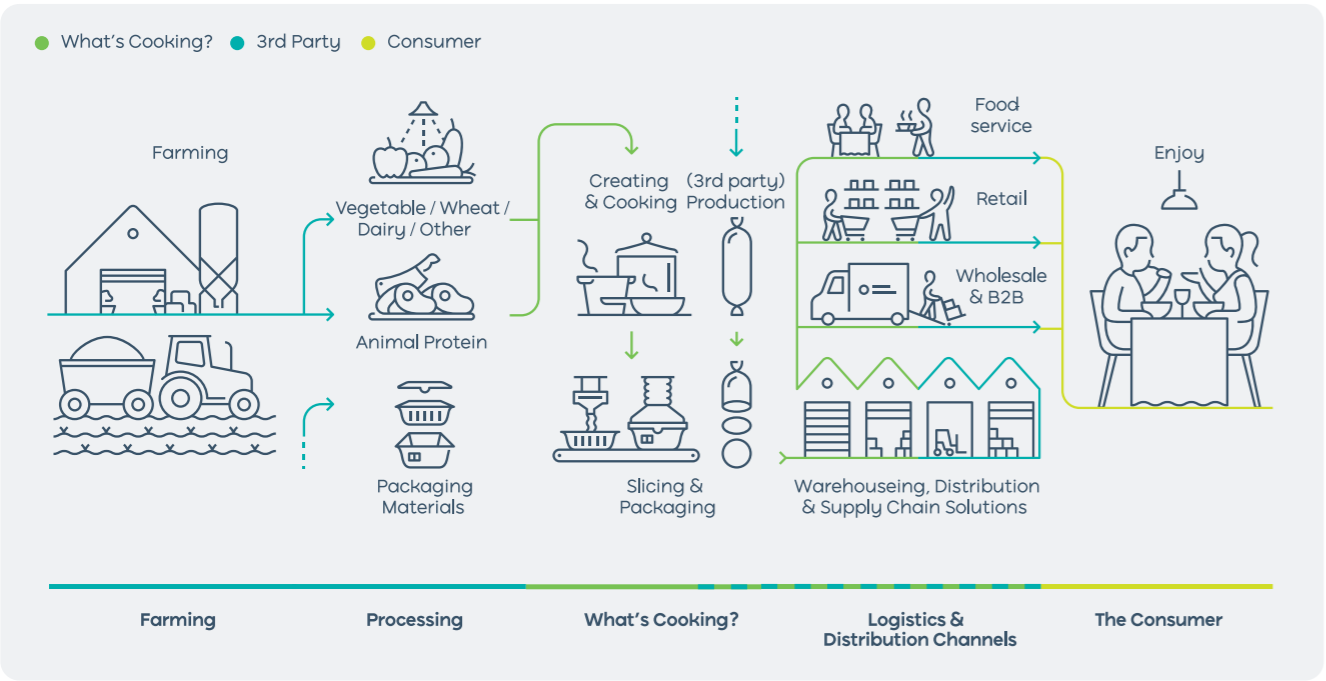 What's Cooking?
3rd Party
Consumer
Farming
Vegetable / Wheat /
Dairy / Other
Animal Protein
Packaging
Materials
Creating
& Cooking
(3rd party)
Production
Slicing &
Packaging
Food
service
Retail
Wholesale
& B2B
Warehouseing, Distribution
& Supply Chain Solutions
Enjoy
Farming
Processing
What's Cooking?
Logistics &
Distribution Channels
The Consumer